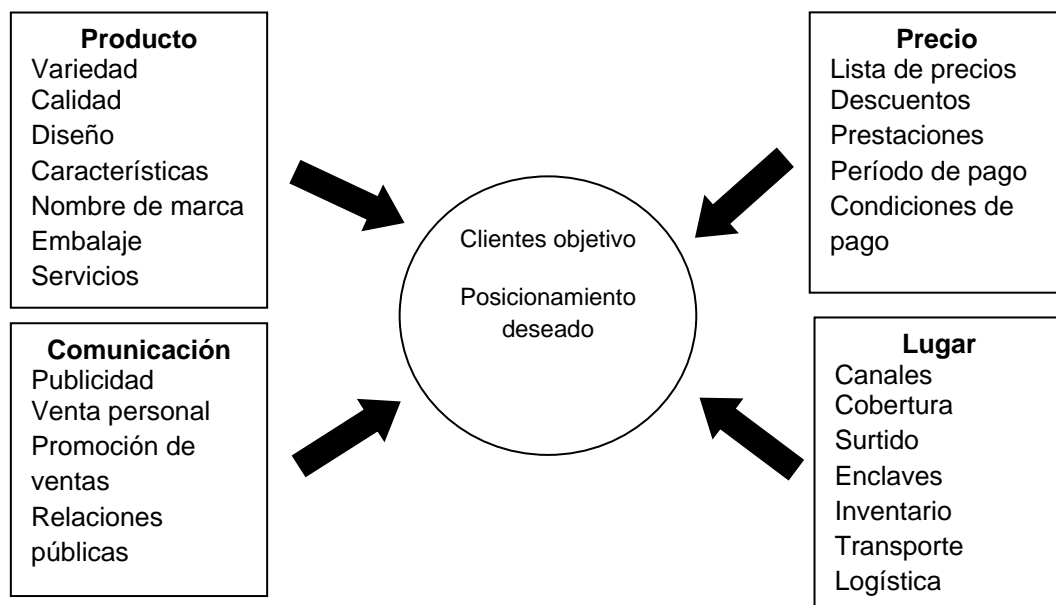 Producto
Variedad
Calidad
Diseño
Características
Nombre de marca
Embalaje
Servicios
Precio
Lista de precios
Descuentos
Prestaciones
Período de pago
Condiciones de
pago
Clientes objetivo
Posicionamiento
deseado
Comunicación
Publicidad
Venta personal
Promoción de
ventas
Relaciones
públicas
Lugar
Canales
Cobertura
Surtido
Enclaves
Inventario
Transporte
Logística